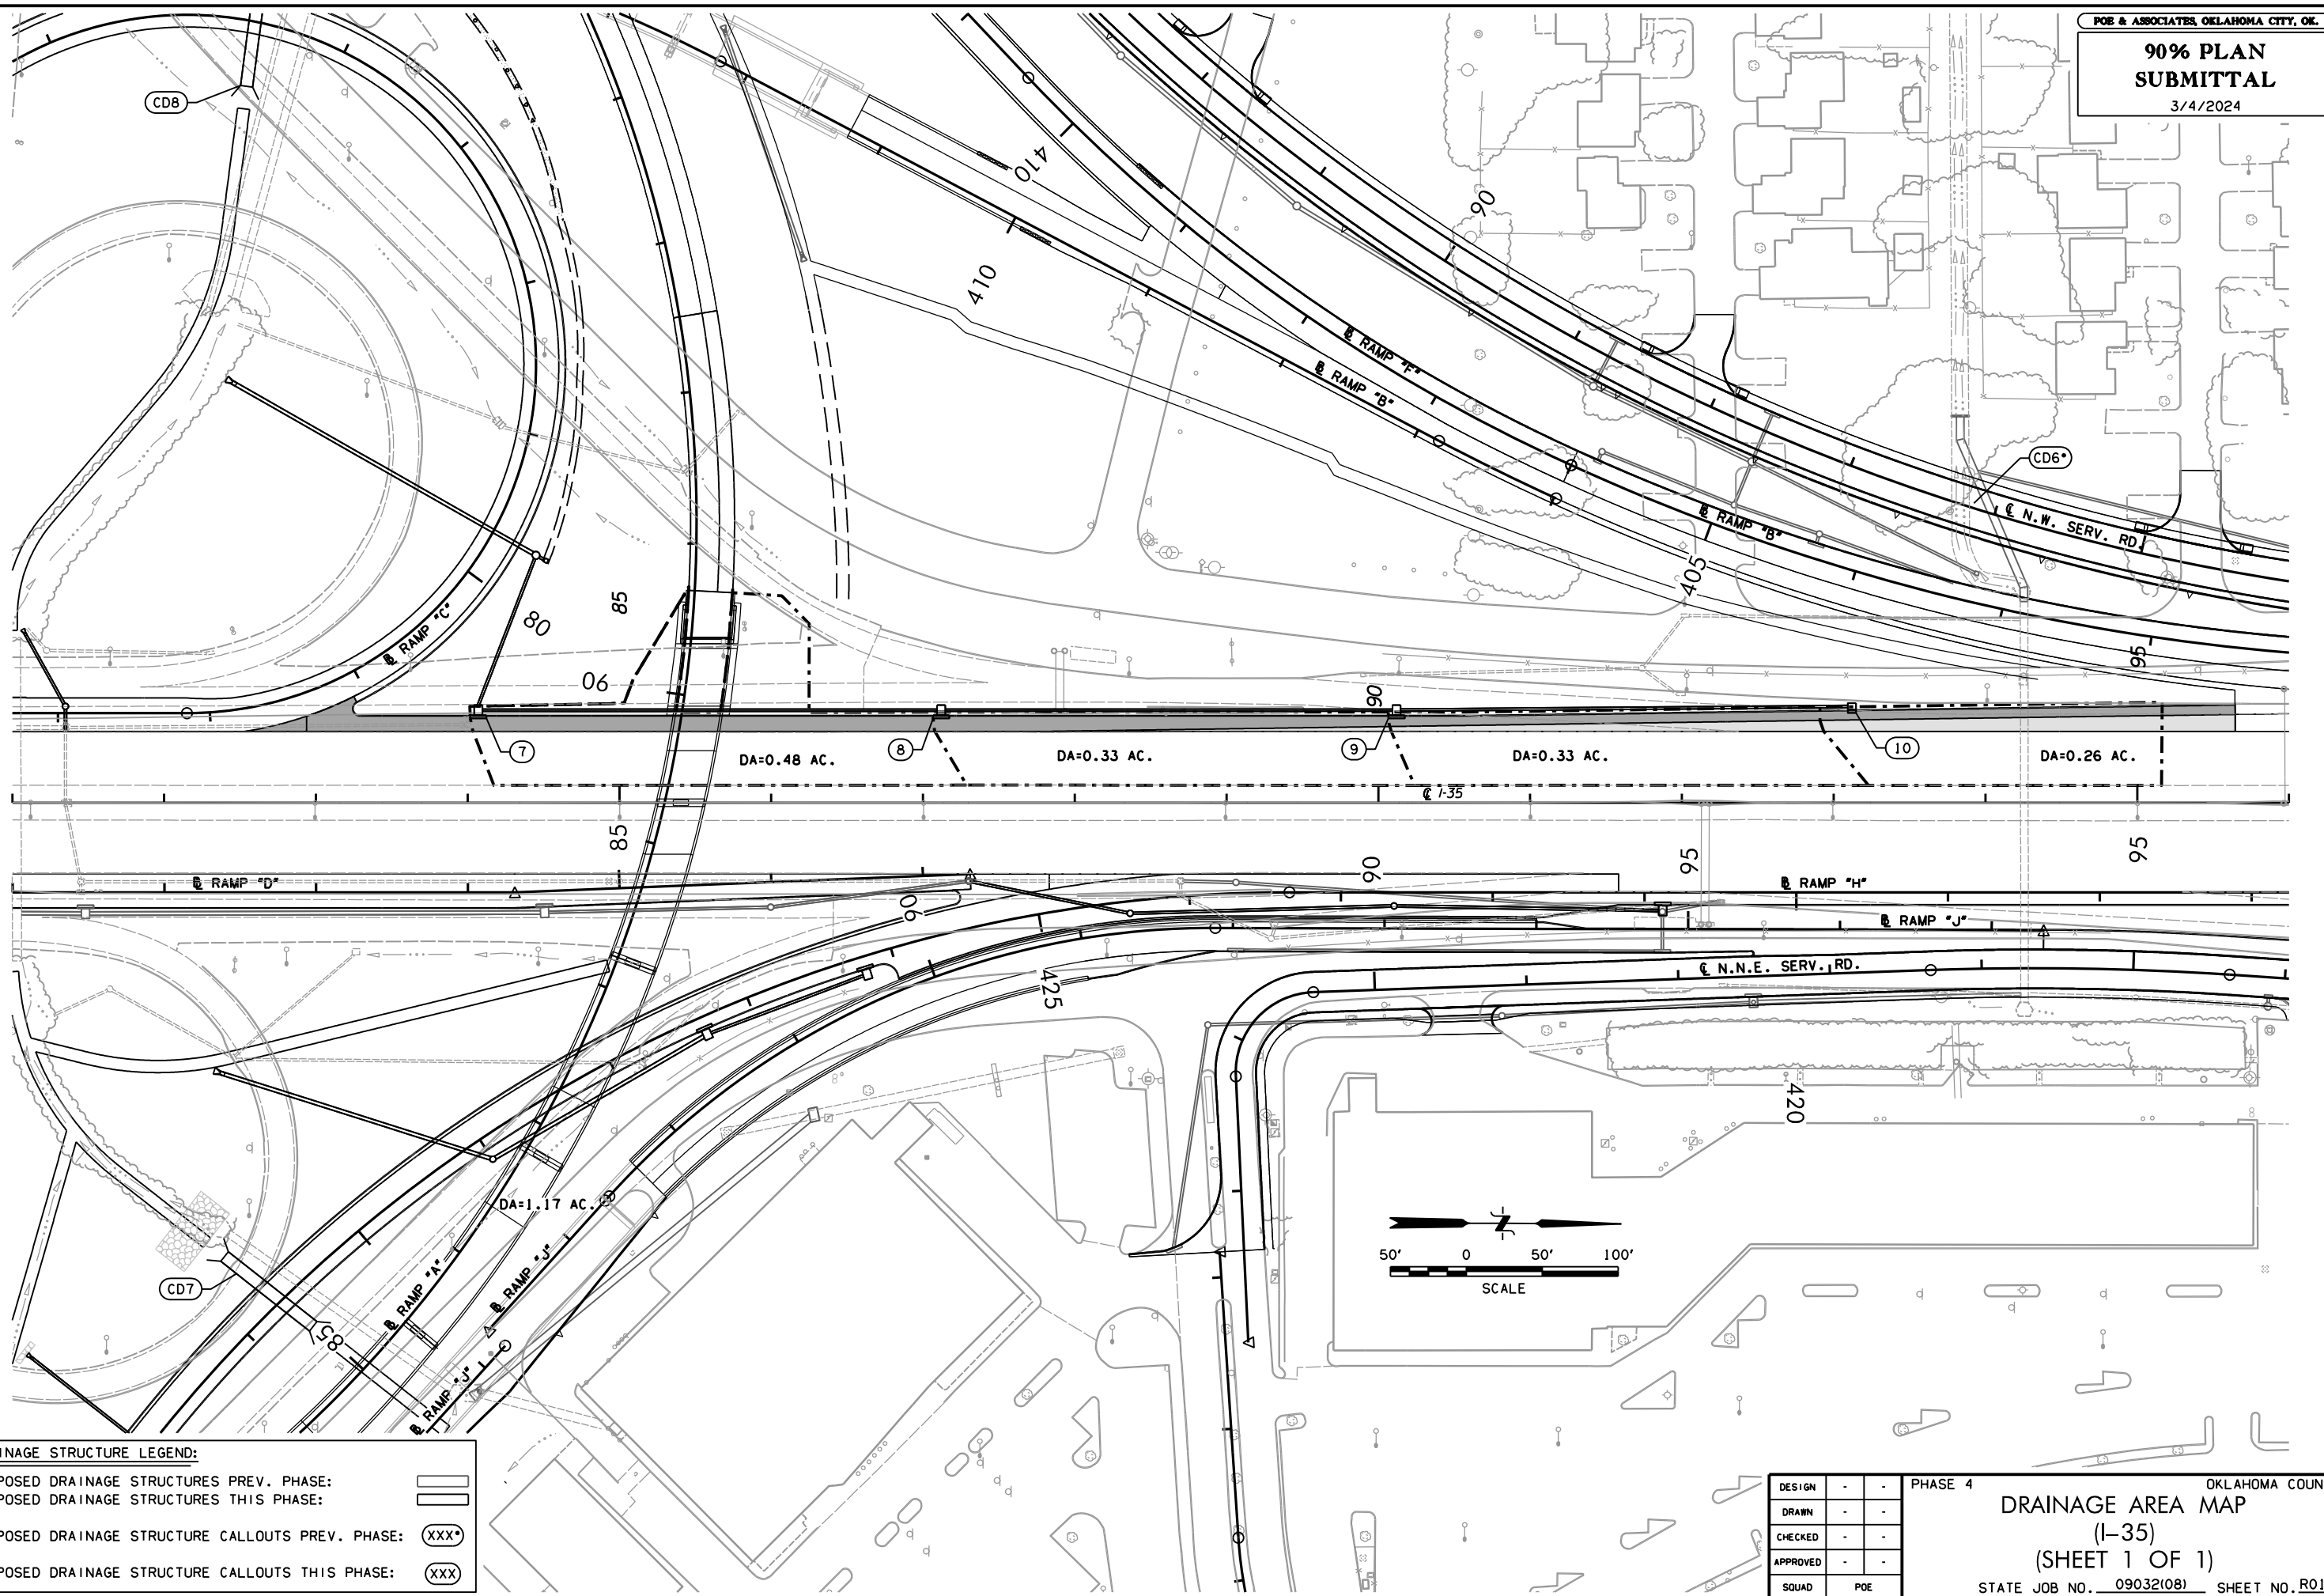 POE & ASSOCIATES, OKLAHOMA CITY, OK.
90% PLAN
SUBMITTAL
3/4/2024
CD8
410
410
90
℄ RAMP "F"
℄ RAMP "B"
CD6*
℄ N.W. SERV. RD.
℄ RAMP "B"
405
℄ RAMP "C"
80
85
90
90
95
7
8
9
10
DA=0.48 AC.
DA=0.33 AC.
DA=0.33 AC.
DA=0.26 AC.
℄ I-35
85
90
95
95
℄ RAMP "D"
90
℄ RAMP "H"
℄ RAMP "J"
℄ N.N.E. SERV. RD.
425
420
DA=1.17 AC.
℄ RAMP "A"
℄ RAMP "J"
CD7
85
℄ RAMP "J"
50' 0 50' 100'
SCALE
INAGE STRUCTURE LEGEND:
POSED DRAINAGE STRUCTURES PREV. PHASE:
POSED DRAINAGE STRUCTURES THIS PHASE:
POSED DRAINAGE STRUCTURE CALLOUTS PREV. PHASE: XXX*
POSED DRAINAGE STRUCTURE CALLOUTS THIS PHASE: XXX
DESIGN - -
DRAWN - -
CHECKED - -
APPROVED - -
SQUAD POE
PHASE 4 OKLAHOMA COUN
DRAINAGE AREA MAP
(I-35)
(SHEET 1 OF 1)
STATE JOB NO. 09032(08) SHEET NO. R01